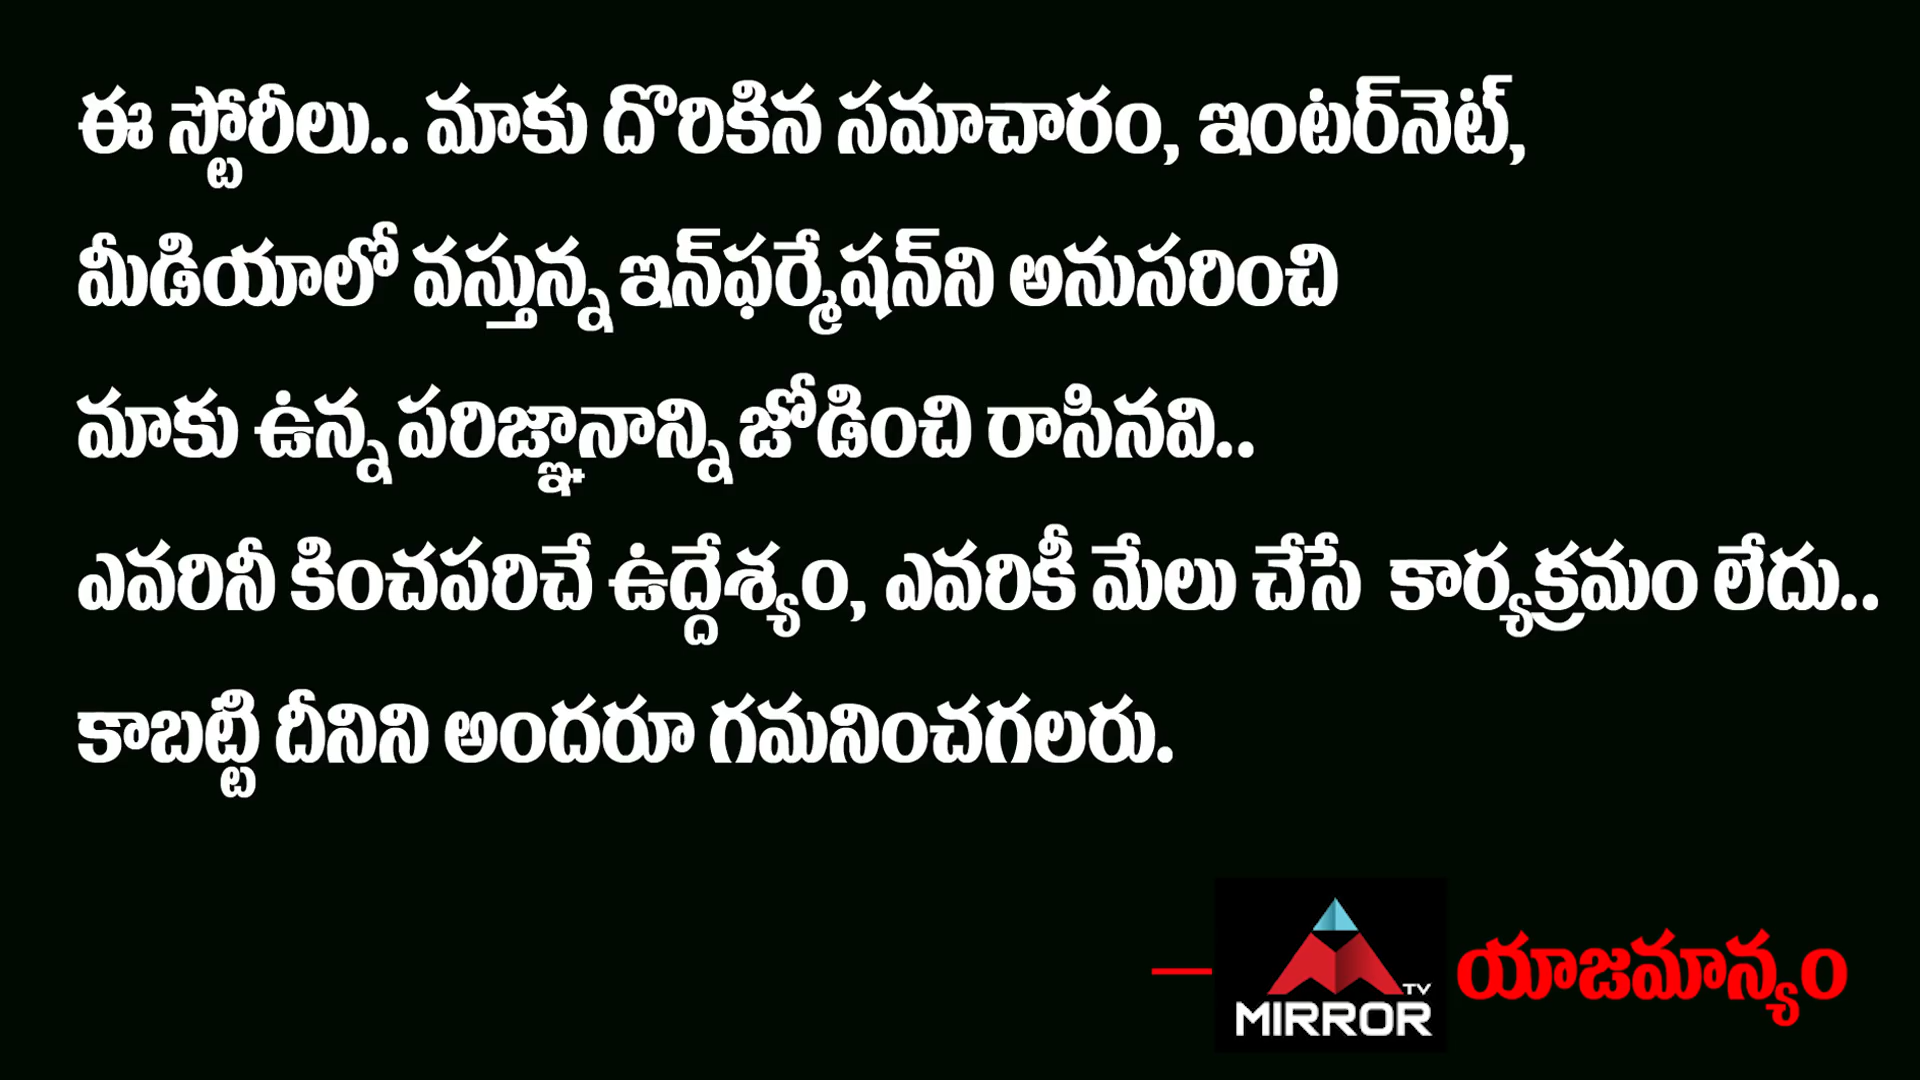 ఈ స్టోరీలు.. మాకు దొరికిన సమాచారం, ఇంటర్‌నెట్,
మీడియాలో వస్తున్న ఇన్‌ఫర్మేషన్‌ని అనుసరించి
మాకు ఉన్న పరిజ్ఞానాన్ని జోడించి రాసినవి..
ఎవరినీ కించపరిచే ఉద్దేశ్యం, ఎవరికీ మేలు చేసే కార్యక్రమం లేదు..
కాబట్టి దీనిని అందరూ గమనించగలరు.
— MIRROR TV యాజమాన్యం